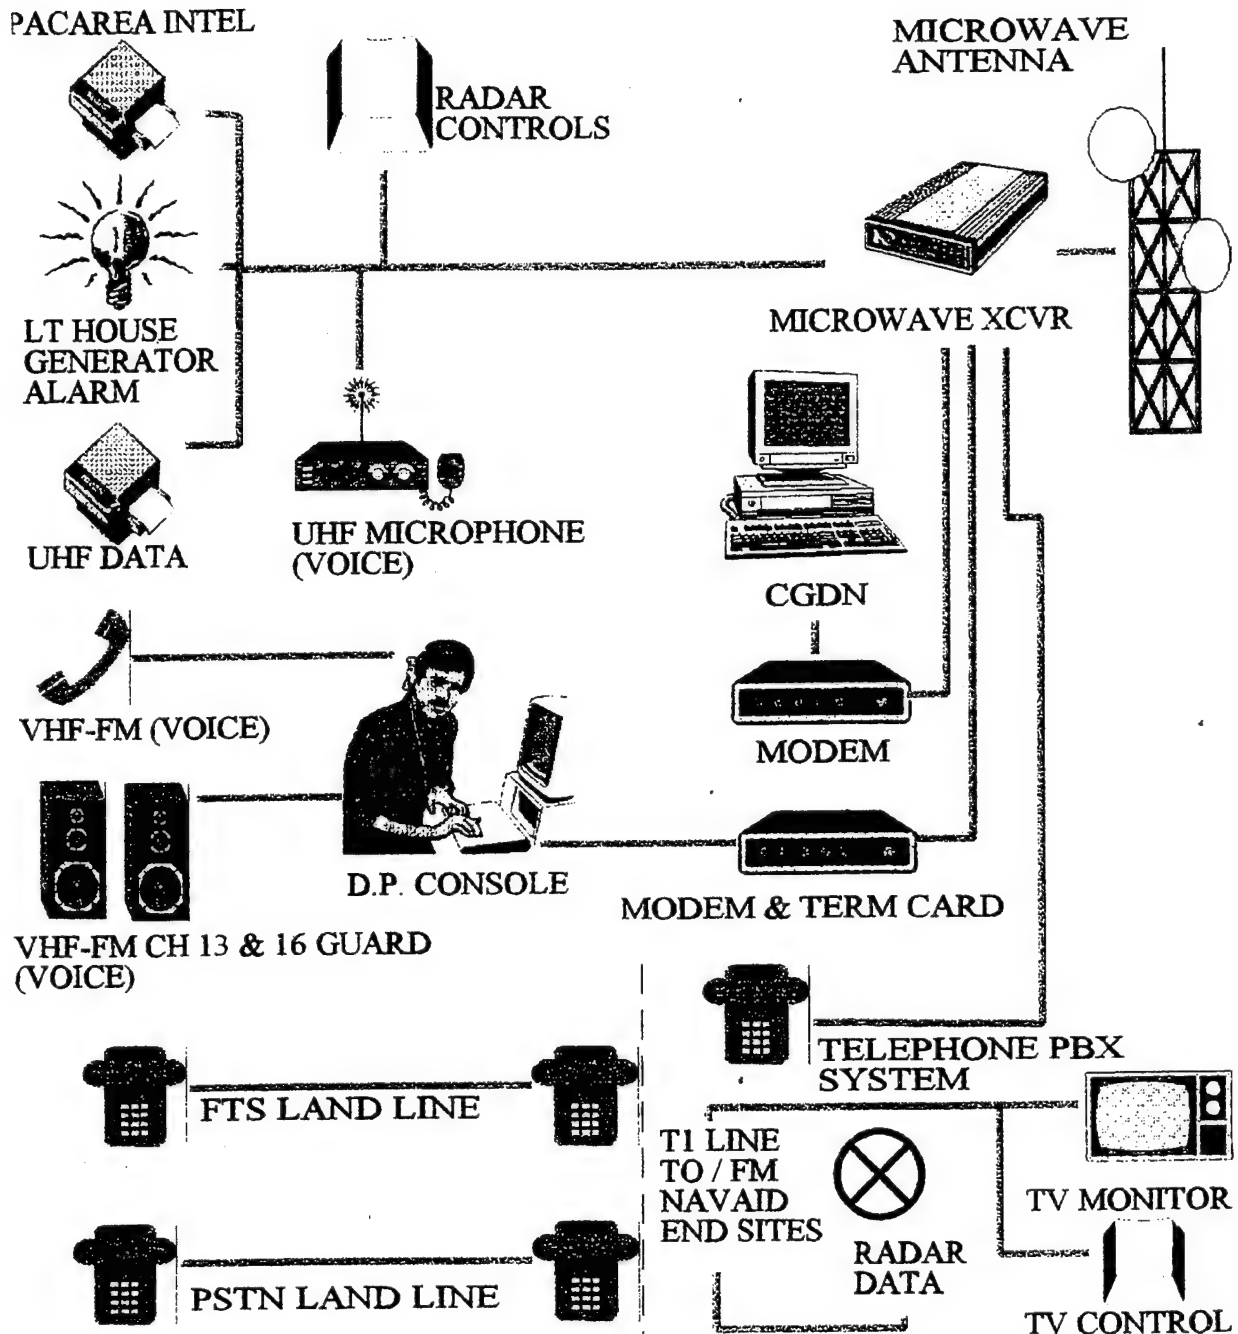 PACAREA INTEL
RADAR
CONTROLS
MICROWAVE
ANTENNA
LT HOUSE
GENERATOR
ALARM
MICROWAVE XCVR
UHF DATA
UHF MICROPHONE
(VOICE)
CGDN
VHF-FM (VOICE)
MODEM
D.P. CONSOLE
MODEM & TERM CARD
VHF-FM CH 13 & 16 GUARD
(VOICE)
TELEPHONE PBX
SYSTEM
FTS LAND LINE
T1 LINE
TO / FM
NAVAID
END SITES
TV MONITOR
RADAR
DATA
PSTN LAND LINE
TV CONTROL